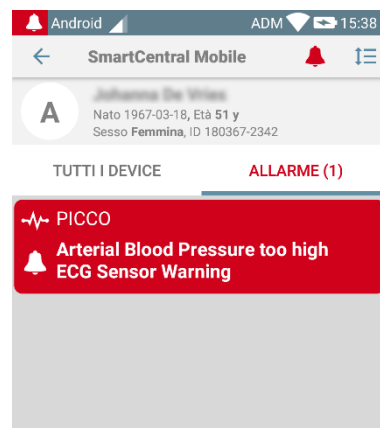 Android ADM 15:38
SmartCentral Mobile
A
Nato 1967-03-18, Età 51 y
Sesso Femmina, ID 180367-2342
TUTTI I DEVICE ALLARME (1)
PICCO
Arterial Blood Pressure too high
ECG Sensor Warning